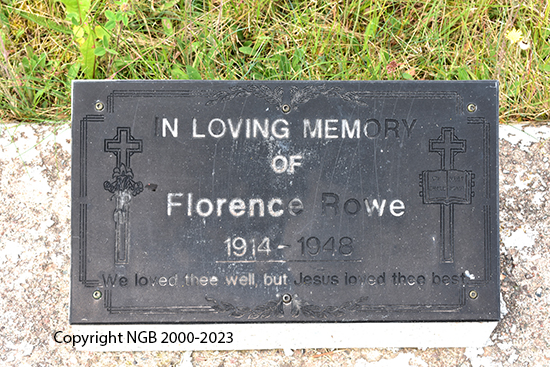 IN LOVING MEMORY
OF
Florence Rowe
1914 - 1948
We loved thee well, but Jesus loved thee best.
Copyright NGB 2000-2023